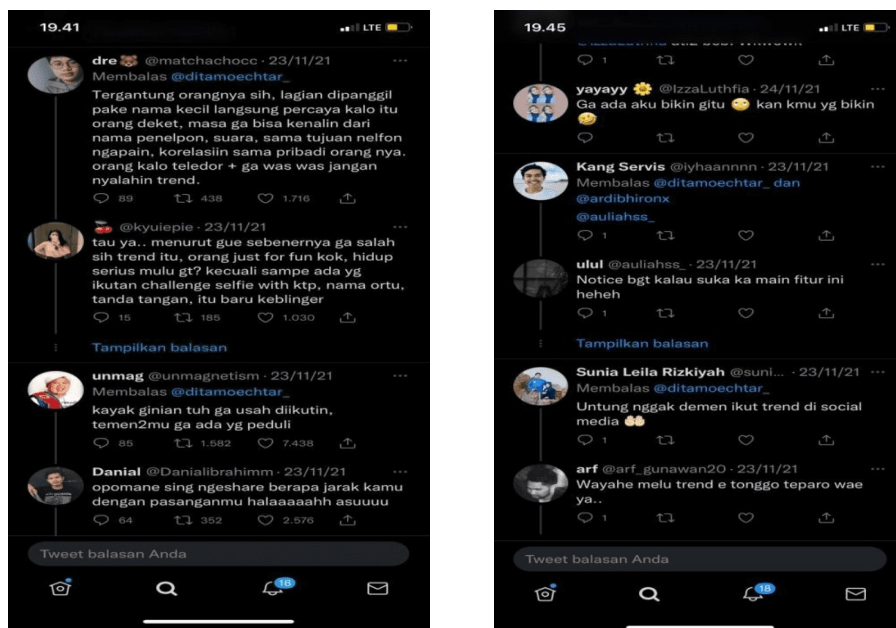 19.41
LTE
dre🐻 @matchachocc · 23/11/21
Membalas @ditamoechtar_
Tergantung orangnya sih, lagian dipanggil
pake nama kecil langsung percaya kalo itu
orang deket, masa ga bisa kenalin dari
nama penelpon, suara, sama tujuan nelfon
ngapain, korelasiin sama pribadi orang nya.
orang kalo teledor + ga was was jangan
nyalahin trend.
89 438 1.716
🍒 @kyuiepie · 23/11/21
tau ya.. menurut gue sebenernya ga salah
sih trend itu, orang just for fun kok, hidup
serius mulu gt? kecuali sampe ada yg
ikutan challenge selfie with ktp, nama ortu,
tanda tangan, itu baru keblinger
15 185 1.030
Tampilkan balasan
unmag @unmagnetism · 23/11/21
Membalas @ditamoechtar_
kayak ginian tuh ga usah diikutin,
temen2mu ga ada yg peduli
85 1.582 7.438
Danial @Danialibrahimm · 23/11/21
opomane sing ngeshare berapa jarak kamu
dengan pasanganmu halaaaaahh asuuuu
64 352 2.576
Tweet balasan Anda
18
19.45
LTE
1
yayayy 🌼 @IzzaLuthfia · 24/11/21
Ga ada aku bikin gitu 🙄 kan kmu yg bikin
🤣
Kang Servis @iyhaannnn · 23/11/21
Membalas @ditamoechtar_ dan
@ardibhironx
@auliahss_
1
ulul @auliahss_ · 23/11/21
Notice bgt kalau suka ka main fitur ini
heheh
1
Tampilkan balasan
Sunia Leila Rizkiyah @suni... · 23/11/21
Membalas @ditamoechtar_
Untung nggak demen ikut trend di social
media 🤲🏻
1
arf @arf_gunawan20 · 23/11/21
Wayahe melu trend e tonggo teparo wae
ya..
1
Tweet balasan Anda
18